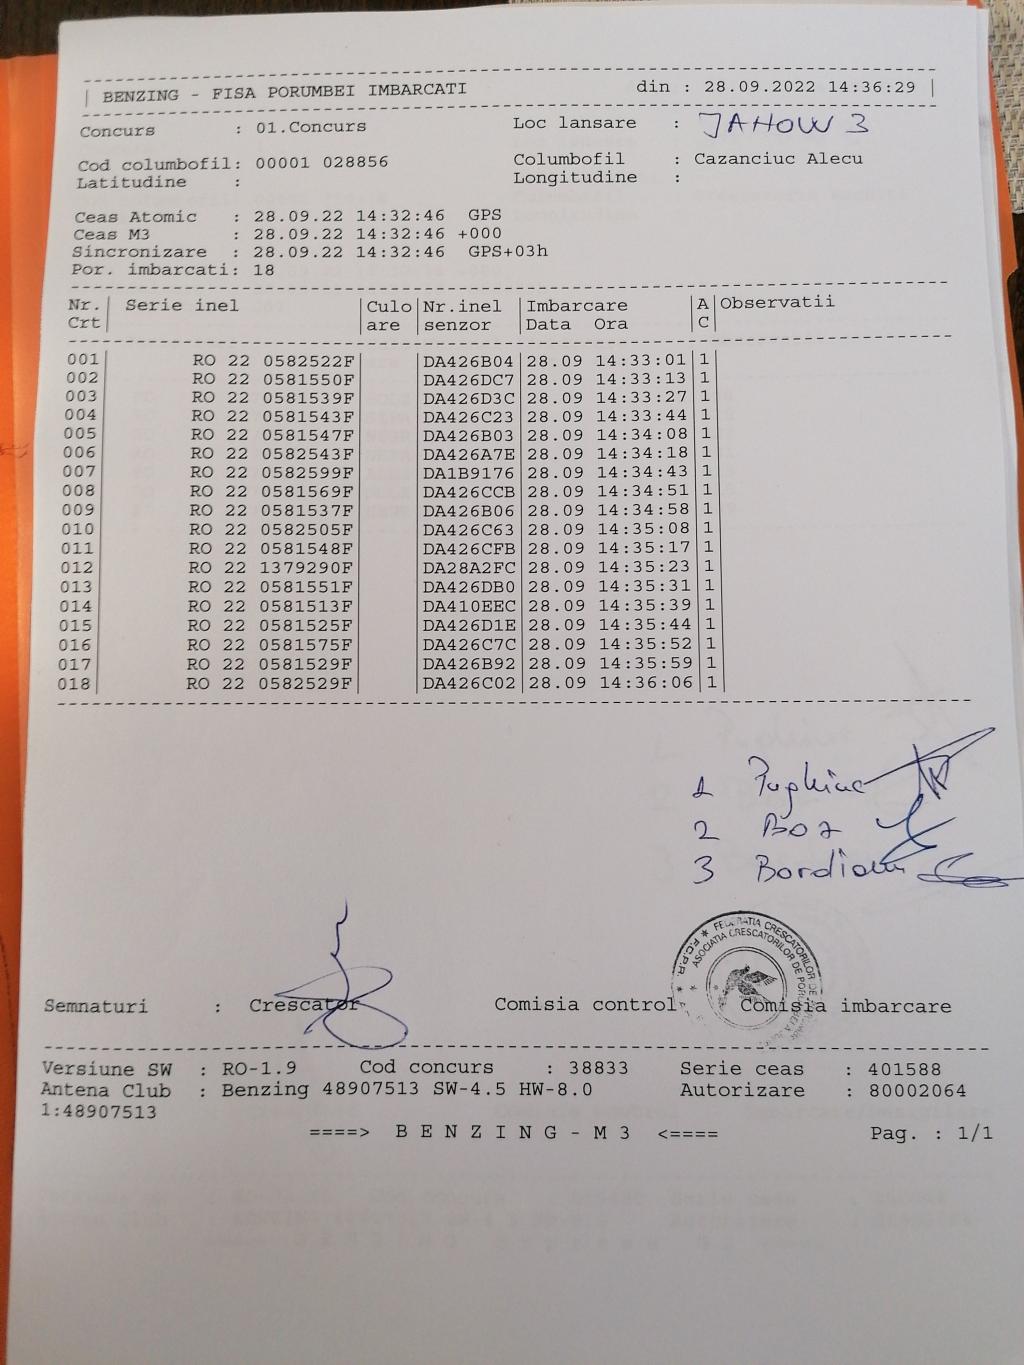 BENZING - FISA PORUMBEI IMBARCATI din : 28.09.2022 14:36:29
Concurs : 01.Concurs Loc lansare : JAHOW 3
Cod columbofil: 00001 028856 Columbofil : Cazanciuc Alecu
Latitudine : Longitudine :
Ceas Atomic : 28.09.22 14:32:46 GPS
Ceas M3 : 28.09.22 14:32:46 +000
Sincronizare : 28.09.22 14:32:46 GPS+03h
Por. imbarcati: 18
Nr. Serie inel Culo Nr.inel Imbarcare A Observatii
Crt are senzor Data Ora C
001 RO 22 0582522F DA426B04 28.09 14:33:01 1
002 RO 22 0581550F DA426DC7 28.09 14:33:13 1
003 RO 22 0581539F DA426D3C 28.09 14:33:27 1
004 RO 22 0581543F DA426C23 28.09 14:33:44 1
005 RO 22 0581547F DA426B03 28.09 14:34:08 1
006 RO 22 0582543F DA426A7E 28.09 14:34:18 1
007 RO 22 0582599F DA1B9176 28.09 14:34:43 1
008 RO 22 0581569F DA426CCB 28.09 14:34:51 1
009 RO 22 0581537F DA426B06 28.09 14:34:58 1
010 RO 22 0582505F DA426C63 28.09 14:35:08 1
011 RO 22 0581548F DA426CFB 28.09 14:35:17 1
012 RO 22 1379290F DA28A2FC 28.09 14:35:23 1
013 RO 22 0581551F DA426DB0 28.09 14:35:31 1
014 RO 22 0581513F DA410EEC 28.09 14:35:39 1
015 RO 22 0581525F DA426D1E 28.09 14:35:44 1
016 RO 22 0581575F DA426C7C 28.09 14:35:52 1
017 RO 22 0581529F DA426B92 28.09 14:35:59 1
018 RO 22 0582529F DA426C02 28.09 14:36:06 1
1
2
3
FEDERATIA CRESCATORILOR DE
F.C.P.R.
ASOCIATIA CRESCATORILOR DE
Semnaturi : Crescator Comisia control Comisia imbarcare
Versiune SW : RO-1.9 Cod concurs : 38833 Serie ceas : 401588
Antena Club : Benzing 48907513 SW-4.5 HW-8.0 Autorizare : 80002064
1:48907513
====> B E N Z I N G - M 3 <==== Pag. : 1/1